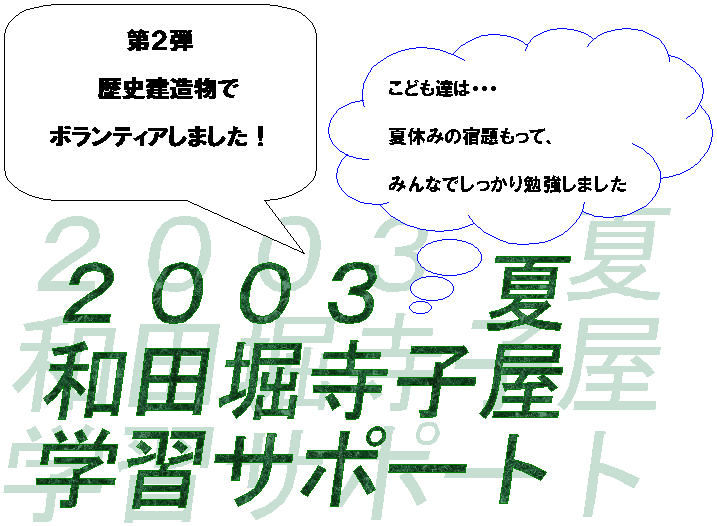 第２弾
歴史建造物で
ボランティアしました！
こども達は・・・
夏休みの宿題もって、
みんなでしっかり勉強しました
２００３　夏
和田堀寺子屋
学習サポート